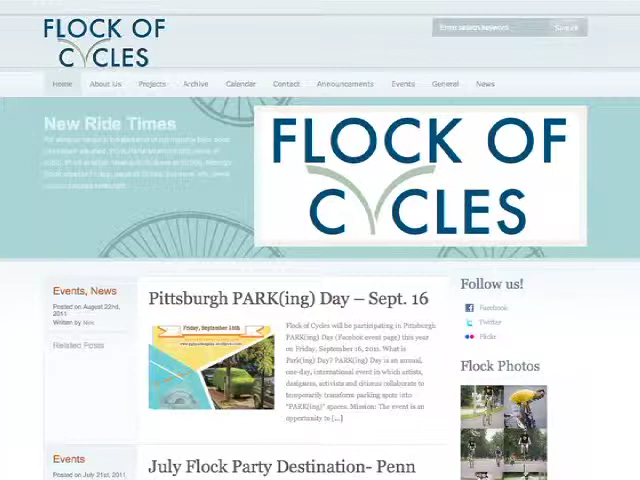 FLOCK OF
CYCLES
Enter search keyword
Search
Home About Us Projects Archive Calendar Contact Announcements Events General News
New Ride Times
FLOCK OF
CYCLES
Events, News
Posted on August 22nd,
2011
Written by Nick
Related Posts
Pittsburgh PARK(ing) Day – Sept. 16
Friday, September 16th
Flock of Cycles will be participating in Pittsburgh
PARK(ing) Day (Facebook event page) this year
on Friday, September 16, 2011. What is
Park(ing) Day? PARK(ing) Day is an annual,
one-day, international event in which artists,
designers, activists and citizens collaborate to
temporarily transform parking spots into
"PARK(ing)" spaces. Mission: The event is an
opportunity to [...]
Follow us!
Facebook
Twitter
Flickr
Flock Photos
Events
Posted on July 21st, 2011
July Flock Party Destination- Penn